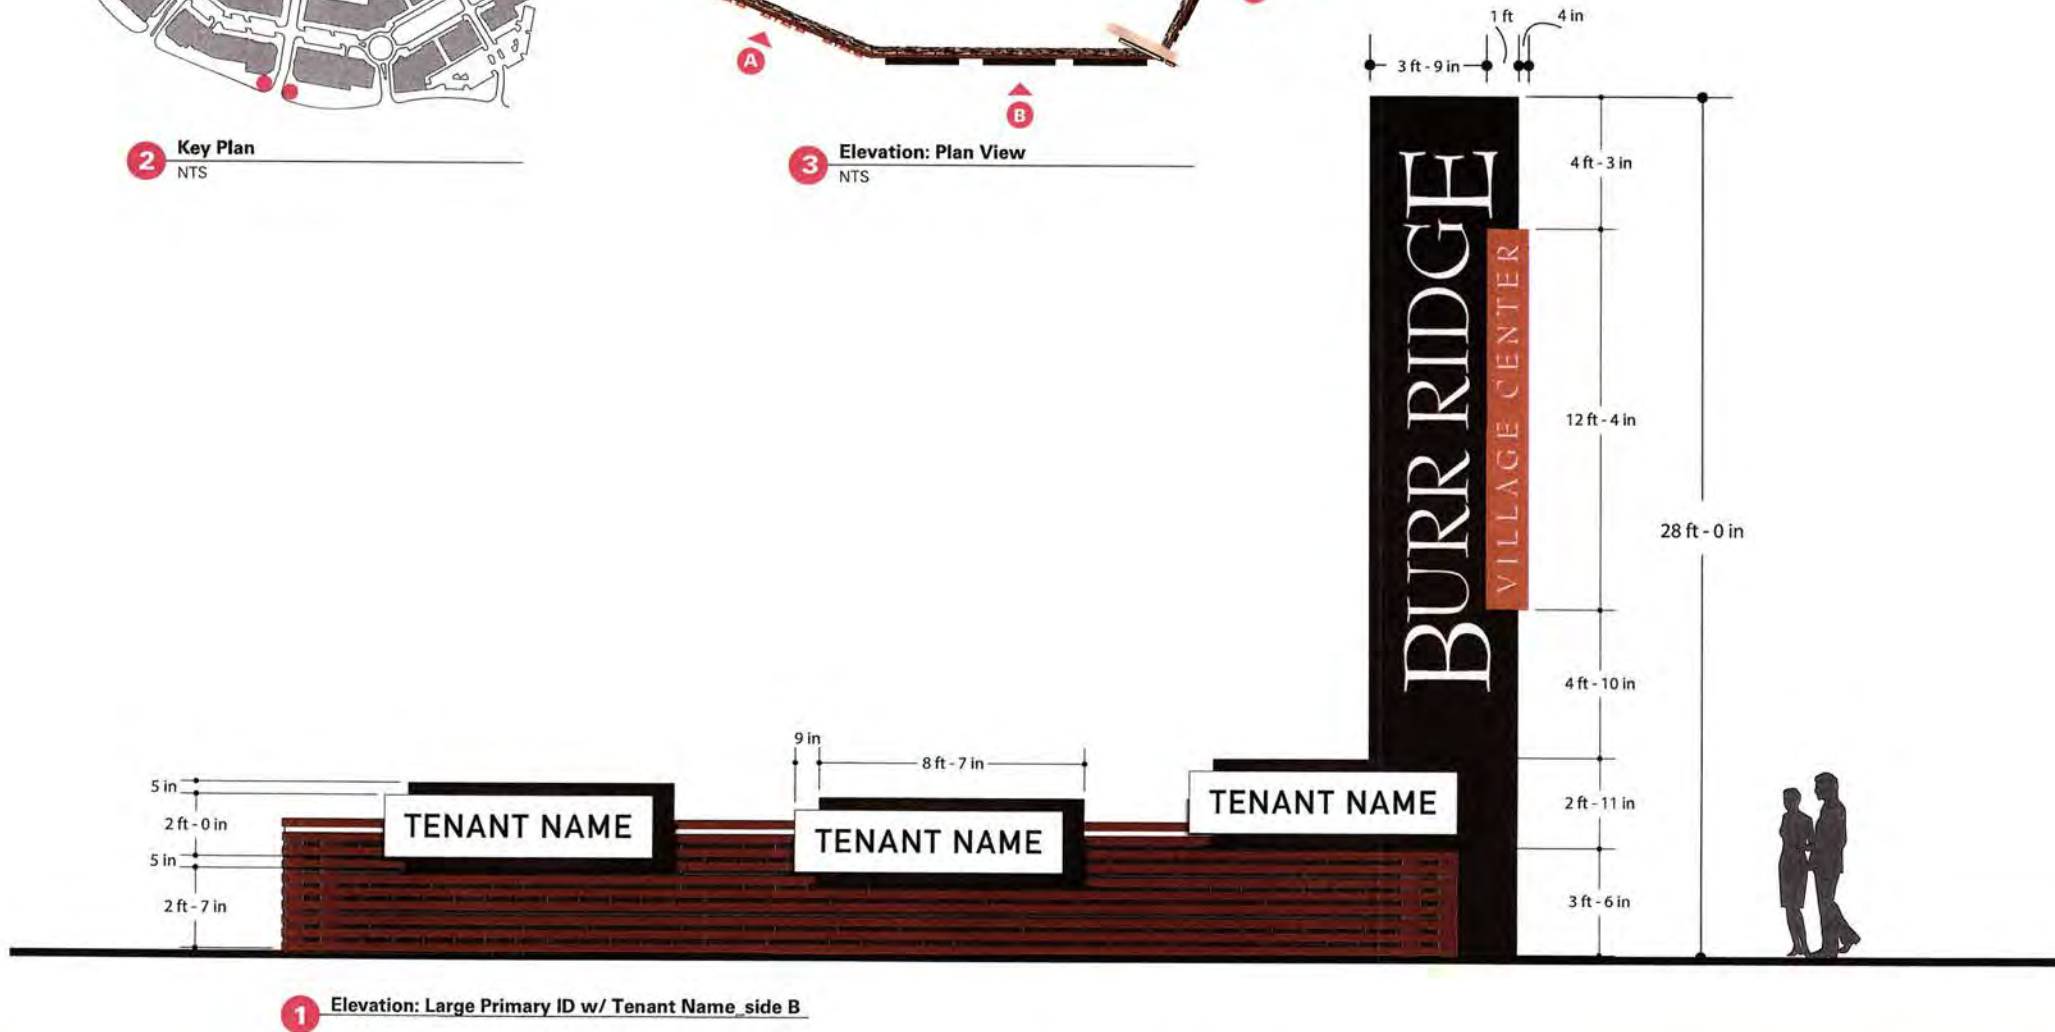 1 ft
4 in
3 ft - 9 in
A
B
2
Key Plan
NTS
3
Elevation: Plan View
NTS
4 ft - 3 in
BURR RIDGE
VILLAGE CENTER
12 ft - 4 in
28 ft - 0 in
4 ft - 10 in
9 in
8 ft - 7 in
5 in
2 ft - 0 in
5 in
2 ft - 7 in
TENANT NAME
TENANT NAME
TENANT NAME
2 ft - 11 in
3 ft - 6 in
1
Elevation: Large Primary ID w/ Tenant Name_side B